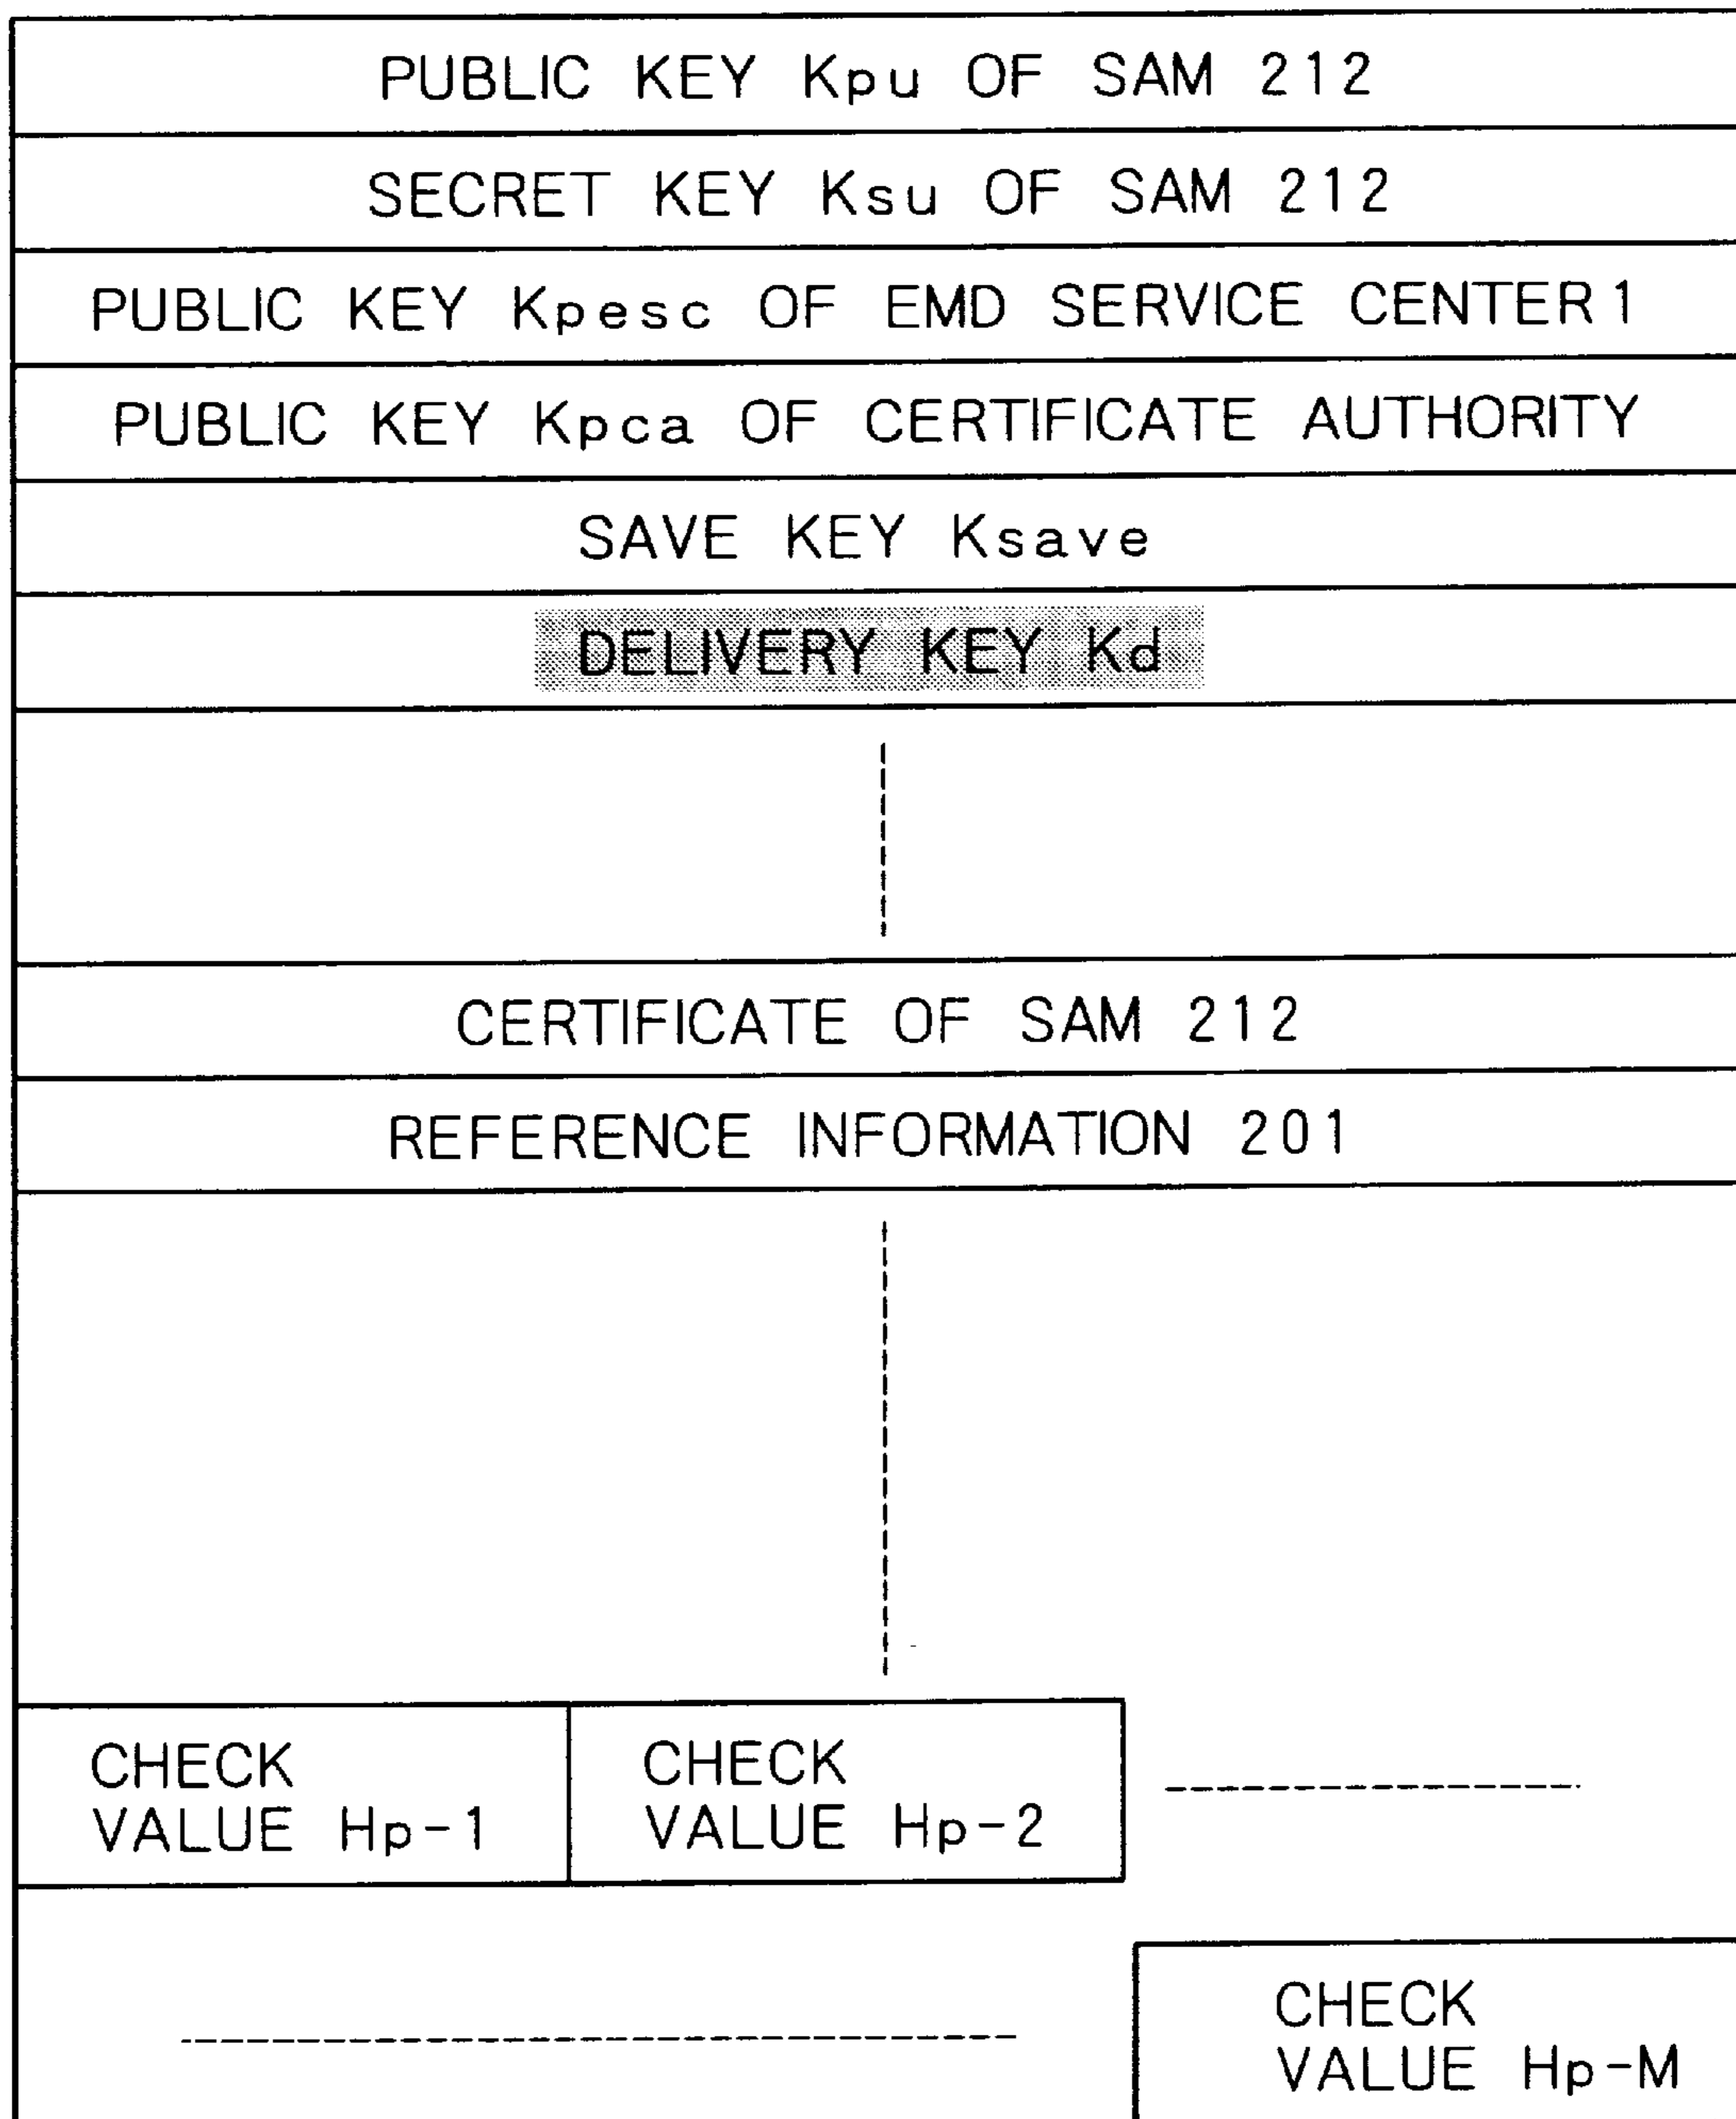 PUBLIC KEY Kpu OF SAM 212
SECRET KEY Ksu OF SAM 212
PUBLIC KEY Kpesc OF EMD SERVICE CENTER1
PUBLIC KEY Kpca OF CERTIFICATE AUTHORITY
SAVE KEY Ksave
DELIVERY KEY Kd
CERTIFICATE OF SAM 212
REFERENCE INFORMATION 201
CHECK
VALUE Hp-1
CHECK
VALUE Hp-2
CHECK
VALUE Hp-M